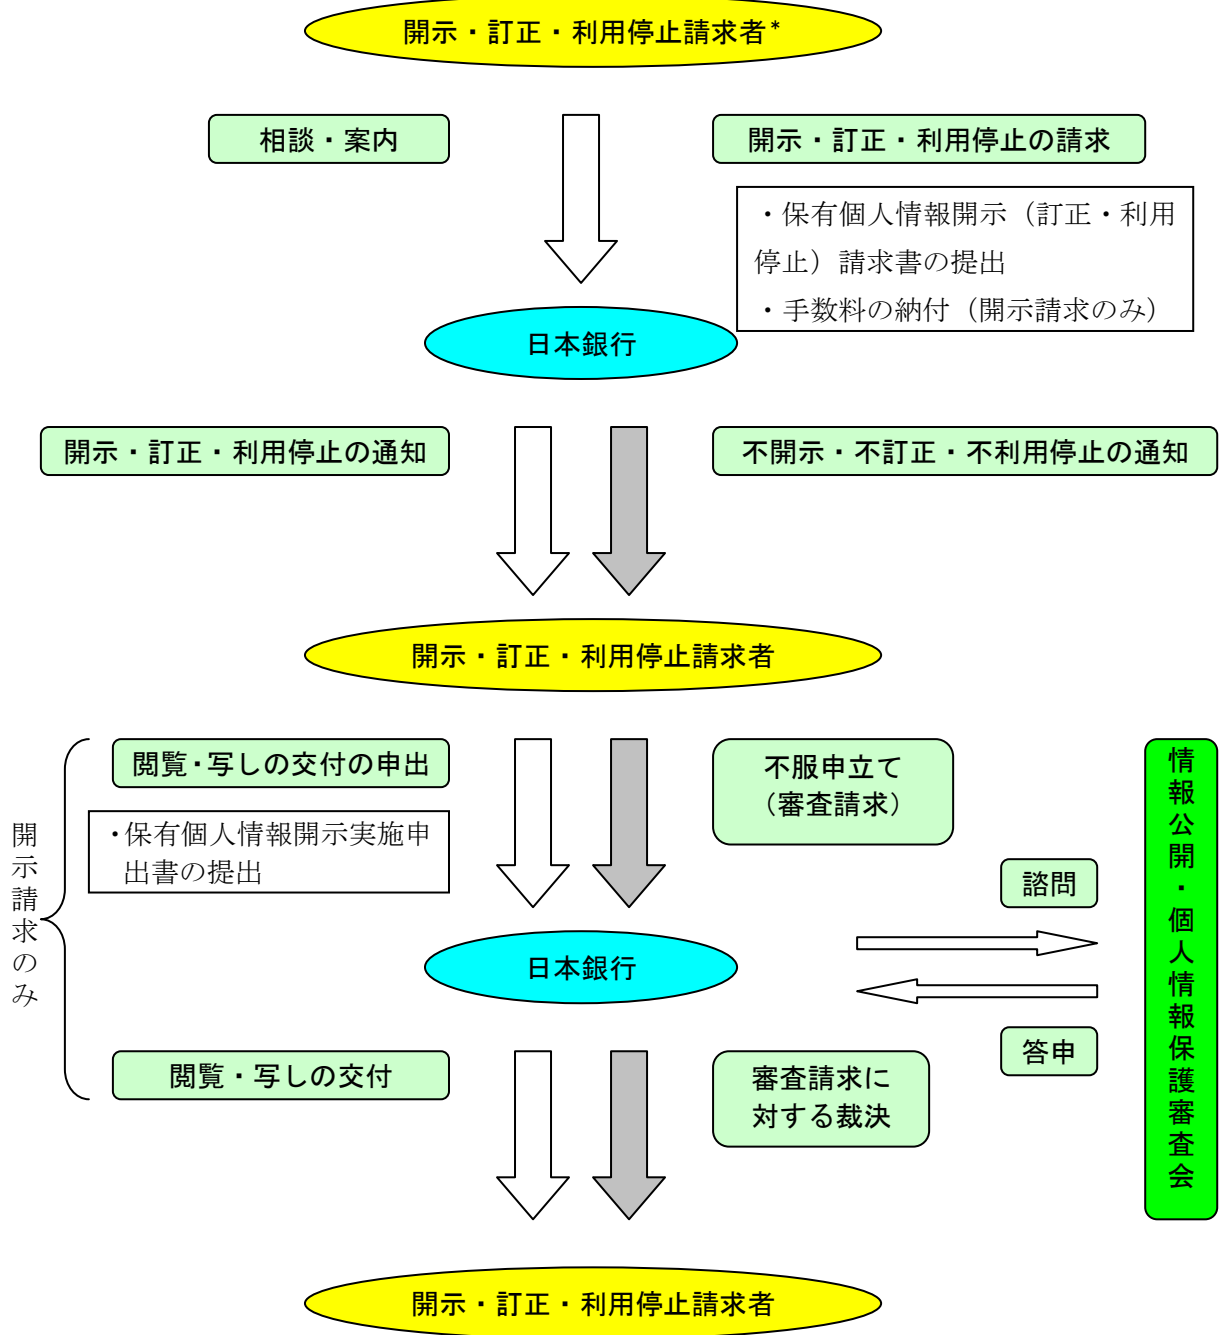 開示・訂正・利用停止請求者*
相談・案内
開示・訂正・利用停止の請求
・保有個人情報開示（訂正・利用
停止）請求書の提出
・手数料の納付（開示請求のみ）
日本銀行
開示・訂正・利用停止の通知
不開示・不訂正・不利用停止の通知
開示・訂正・利用停止請求者
閲覧・写しの交付の申出
・保有個人情報開示実施申
出書の提出
開示請求のみ
不服申立て
（審査請求）
諮問
情報公開・個人情報保護審査会
日本銀行
答申
閲覧・写しの交付
審査請求に
対する裁決
開示・訂正・利用停止請求者